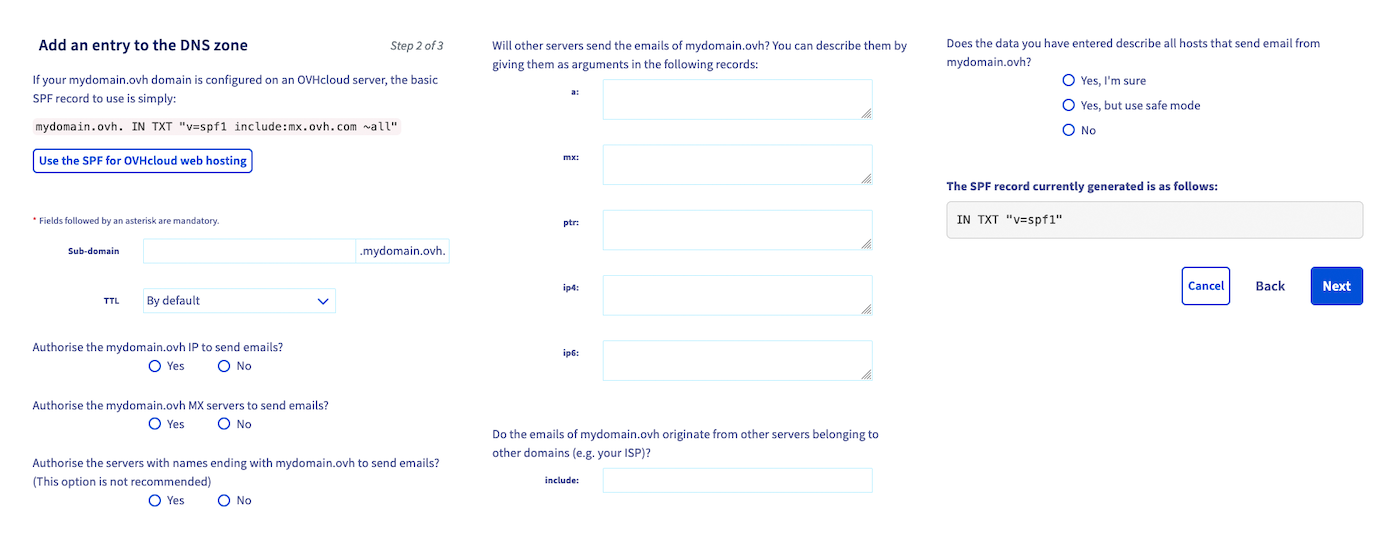 Add an entry to the DNS zone
Step 2 of 3
If your mydomain.ovh domain is configured on an OVHcloud server, the basic
SPF record to use is simply:
mydomain.ovh. IN TXT "v=spf1 include:mx.ovh.com ~all"
Use the SPF for OVHcloud web hosting
* Fields followed by an asterisk are mandatory.
Sub-domain
.mydomain.ovh.
TTL
By default
Authorise the mydomain.ovh IP to send emails?
Yes No
Authorise the mydomain.ovh MX servers to send emails?
Yes No
Authorise the servers with names ending with mydomain.ovh to send emails?
(This option is not recommended)
Yes No
Will other servers send the emails of mydomain.ovh? You can describe them by
giving them as arguments in the following records:
a:
mx:
ptr:
ip4:
ip6:
Do the emails of mydomain.ovh originate from other servers belonging to
other domains (e.g. your ISP)?
include:
Does the data you have entered describe all hosts that send email from
mydomain.ovh?
Yes, I'm sure
Yes, but use safe mode
No
The SPF record currently generated is as follows:
IN TXT "v=spf1"
Cancel Back Next